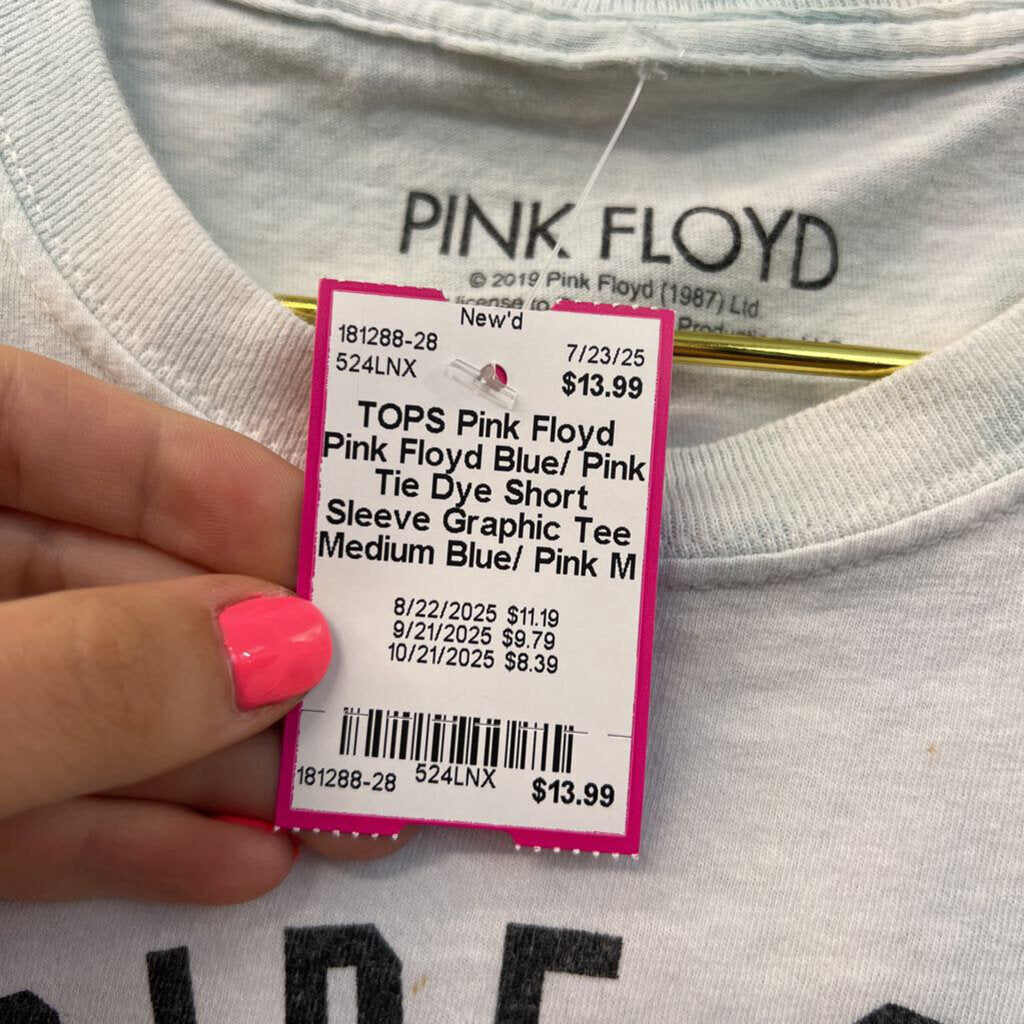 PINK FLOYD
© 2019 Pink Floyd (1987) Ltd.
license to
New'd
181288-28
7/23/25
524LNX
$13.99
TOPS Pink Floyd
Pink Floyd Blue/ Pink
Tie Dye Short
Sleeve Graphic Tee
Medium Blue/ Pink M
8/22/2025 $11.19
9/21/2025 $9.79
10/21/2025 $8.39
181288-28 524LNX $13.99